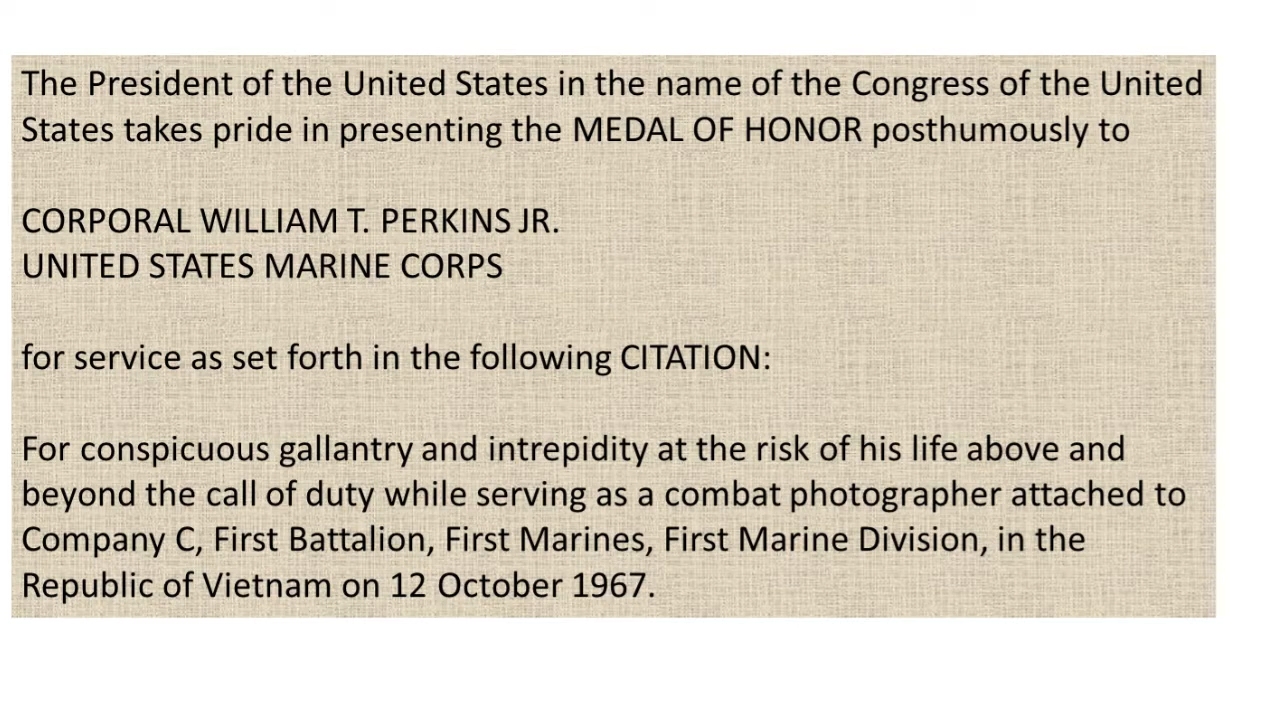 The President of the United States in the name of the Congress of the United
States takes pride in presenting the MEDAL OF HONOR posthumously to
CORPORAL WILLIAM T. PERKINS JR.
UNITED STATES MARINE CORPS
for service as set forth in the following CITATION:
For conspicuous gallantry and intrepidity at the risk of his life above and
beyond the call of duty while serving as a combat photographer attached to
Company C, First Battalion, First Marines, First Marine Division, in the
Republic of Vietnam on 12 October 1967.